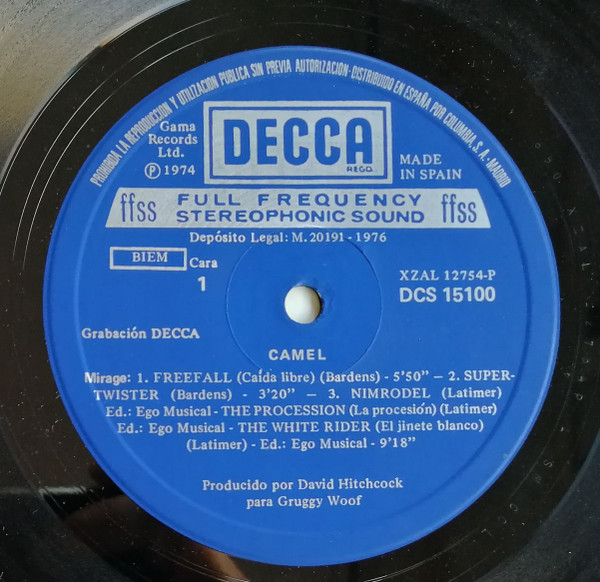 PROHIBIDA LA REPRODUCCION Y UTILIZACION PUBLICA SIN PREVIA AUTORIZACION-DISTRIBUIDO EN ESPAÑA POR COLUMBIA, S.A.-MADRID
Gama
Records
Ltd.
Ⓟ 1974
DECCA
REGD.
MADE
IN SPAIN
ffss FULL FREQUENCY STEREOPHONIC SOUND ffss
Depósito Legal: M. 20191 - 1976
BIEM Cara
1
XZAL 12754-P
DCS 15100
Grabación DECCA
CAMEL
Mirage: 1. FREEFALL (Caída libre) (Bardens) - 5'50" — 2. SUPER-
TWISTER (Bardens) - 3'20" — 3. NIMRODEL (Latimer)
Ed.: Ego Musical - THE PROCESSION (La procesión) (Latimer)
Ed.: Ego Musical - THE WHITE RIDER (El jinete blanco)
(Latimer) - Ed.: Ego Musical - 9'18"
Producido por David Hitchcock
para Gruggy Woof